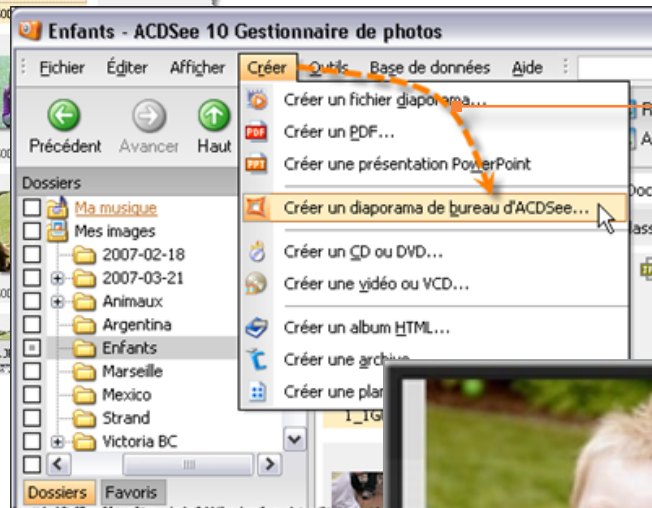 Enfants - ACDSee 10 Gestionnaire de photos
Fichier Éditer Afficher Créer Outils Base de données Aide
Créer un fichier diaporama...
Créer un PDF...
Créer une présentation PowerPoint
Créer un diaporama de bureau d'ACDSee...
Créer un CD ou DVD...
Créer une vidéo ou VCD...
Créer un album HTML...
Créer une archive
Créer une
Précédent Avancer Haut
Dossiers
Ma musique
Mes images
2007-02-18
2007-03-21
Animaux
Argentina
Enfants
Marseille
Mexico
Strand
Victoria BC
Dossiers Favoris